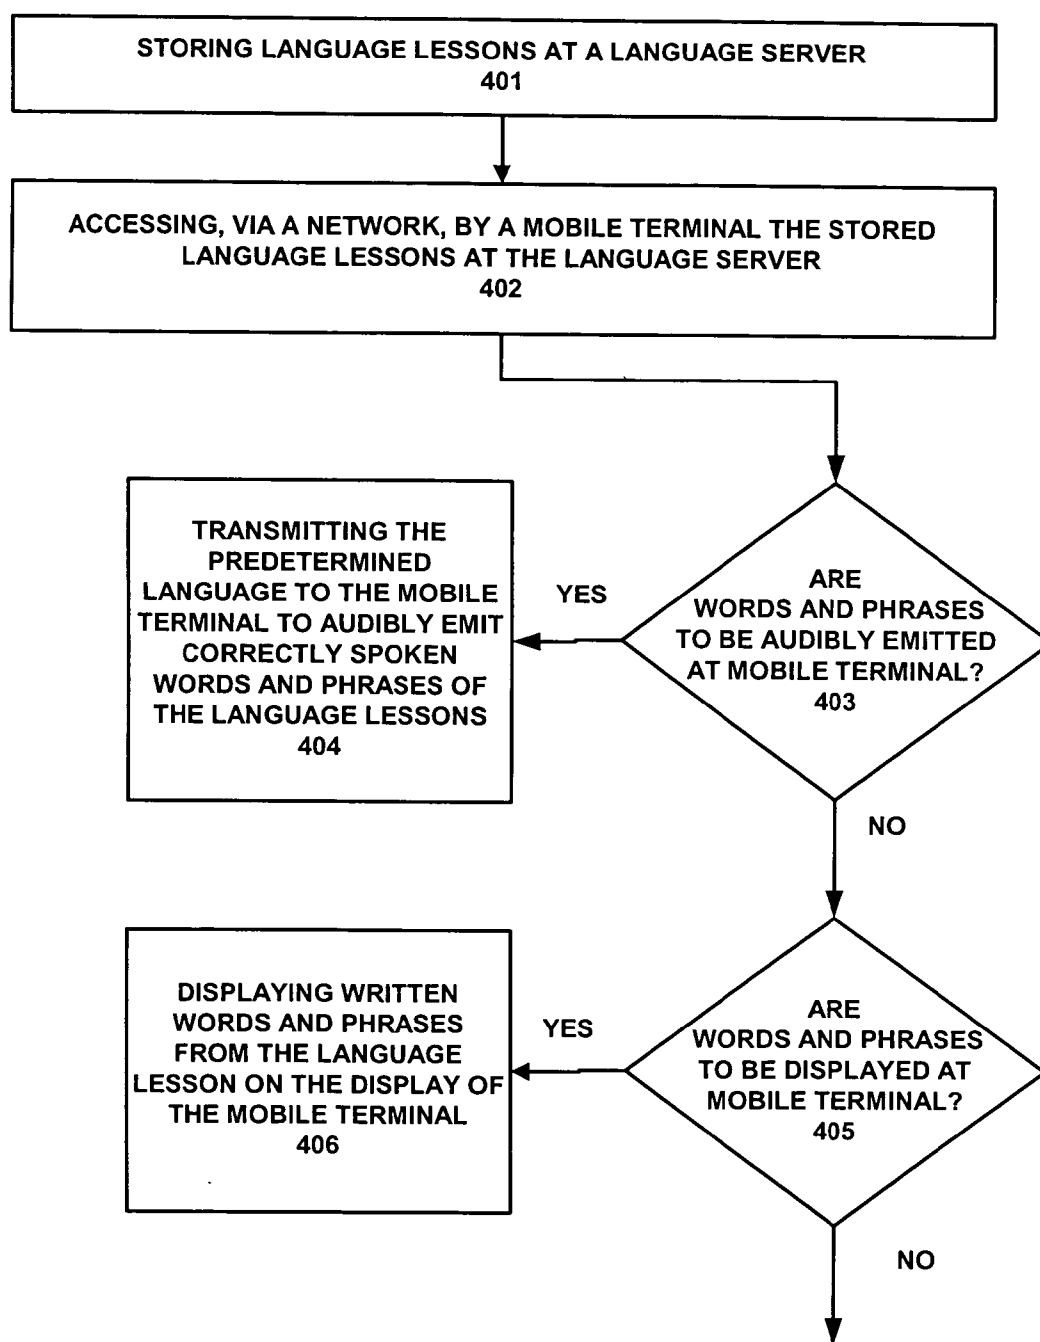 STORING LANGUAGE LESSONS AT A LANGUAGE SERVER
401
ACCESSING, VIA A NETWORK, BY A MOBILE TERMINAL THE STORED
LANGUAGE LESSONS AT THE LANGUAGE SERVER
402
ARE
WORDS AND PHRASES
TO BE AUDIBLY EMITTED
AT MOBILE TERMINAL?
403
YES
TRANSMITTING THE
PREDETERMINED
LANGUAGE TO THE MOBILE
TERMINAL TO AUDIBLY EMIT
CORRECTLY SPOKEN
WORDS AND PHRASES OF
THE LANGUAGE LESSONS
404
NO
ARE
WORDS AND PHRASES
TO BE DISPLAYED AT
MOBILE TERMINAL?
405
YES
DISPLAYING WRITTEN
WORDS AND PHRASES
FROM THE LANGUAGE
LESSON ON THE DISPLAY OF
THE MOBILE TERMINAL
406
NO